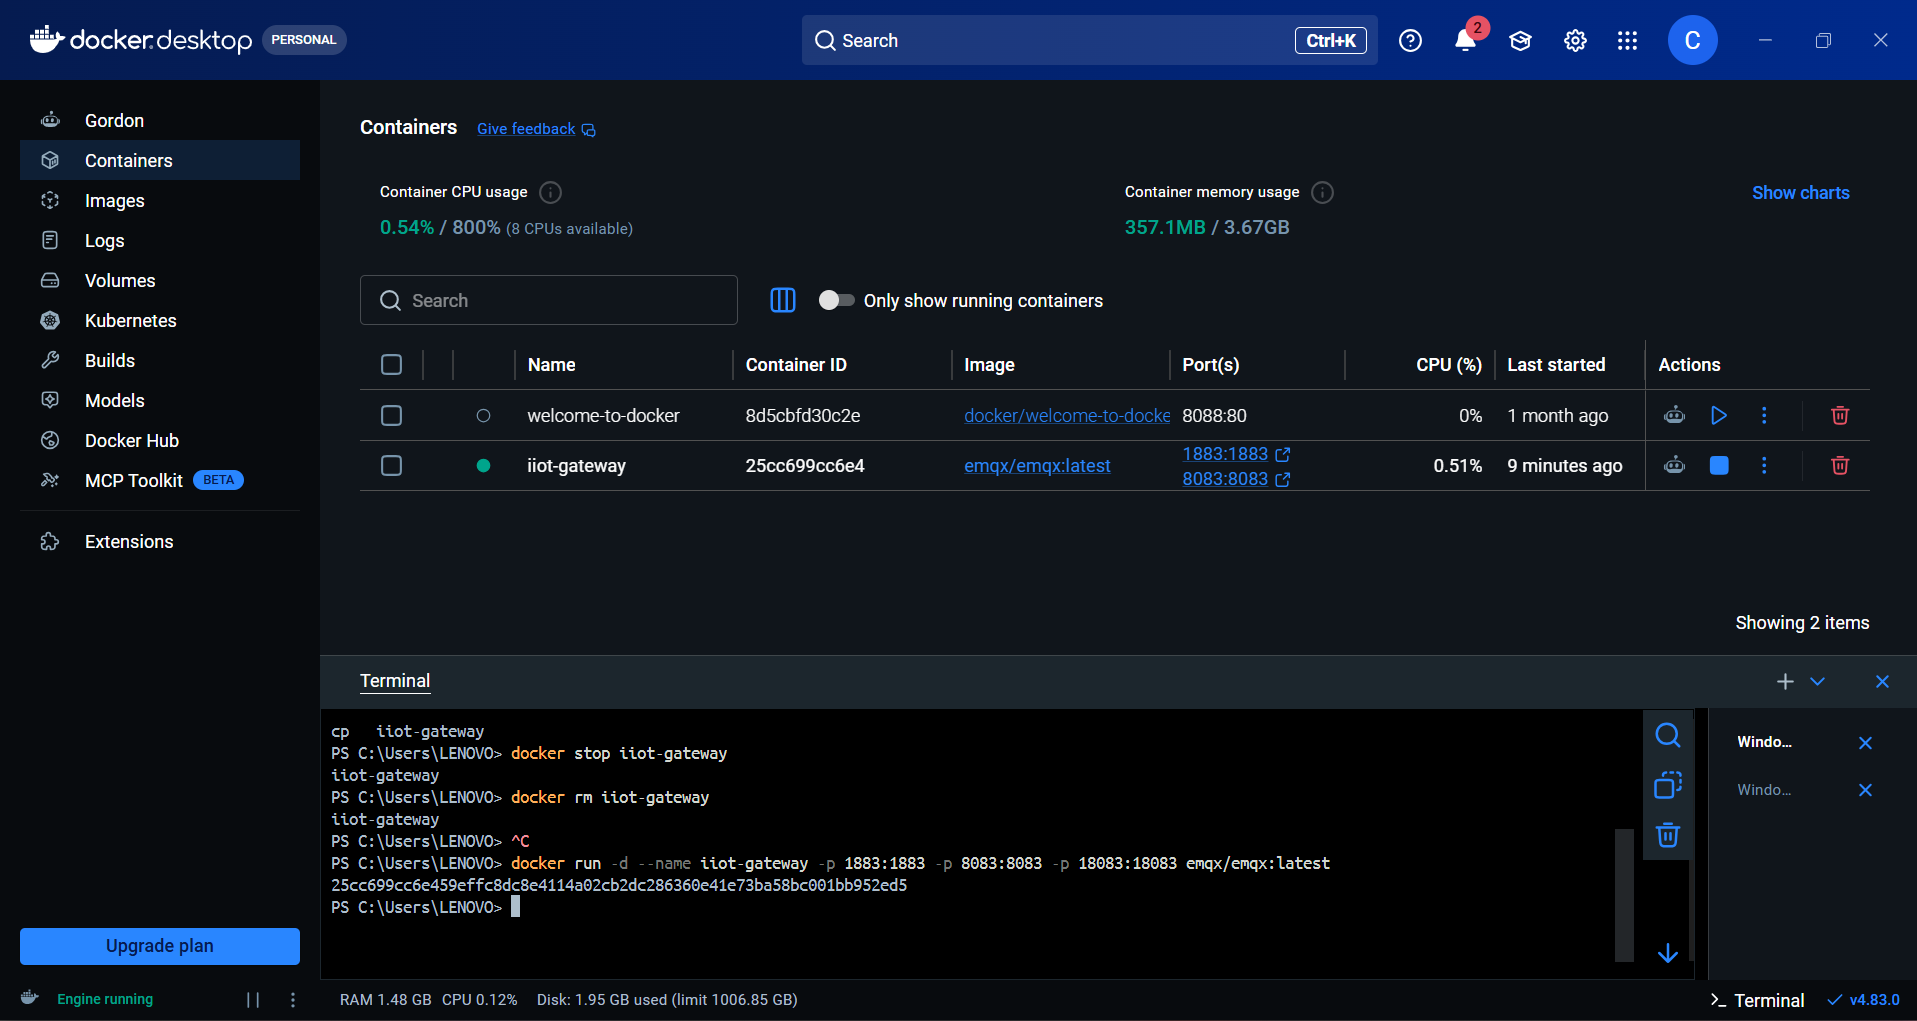 docker.desktop PERSONAL
Search Ctrl+K
2
C
Gordon
Containers
Images
Logs
Volumes
Kubernetes
Builds
Models
Docker Hub
MCP Toolkit BETA
Extensions
Upgrade plan
Engine running
Containers Give feedback
Container CPU usage
0.54% / 800% (8 CPUs available)
Container memory usage
357.1MB / 3.67GB
Show charts
Search
Only show running containers
Name Container ID Image Port(s) CPU (%) Last started Actions
welcome-to-docker 8d5cbfd30c2e docker/welcome-to-docke 8088:80 0% 1 month ago
iiot-gateway 25cc699cc6e4 emqx/emqx:latest 1883:1883 0.51% 9 minutes ago
8083:8083
Showing 2 items
Terminal
cp iiot-gateway
PS C:\Users\LENOVO> docker stop iiot-gateway
iiot-gateway
PS C:\Users\LENOVO> docker rm iiot-gateway
iiot-gateway
PS C:\Users\LENOVO> ^C
PS C:\Users\LENOVO> docker run -d --name iiot-gateway -p 1883:1883 -p 8083:8083 -p 18083:18083 emqx/emqx:latest
25cc699cc6e459effc8dc8e4114a02cb2dc286360e41e73ba58bc001bb952ed5
PS C:\Users\LENOVO>
Windo...
Windo...
RAM 1.48 GB CPU 0.12% Disk: 1.95 GB used (limit 1006.85 GB)
Terminal v4.83.0